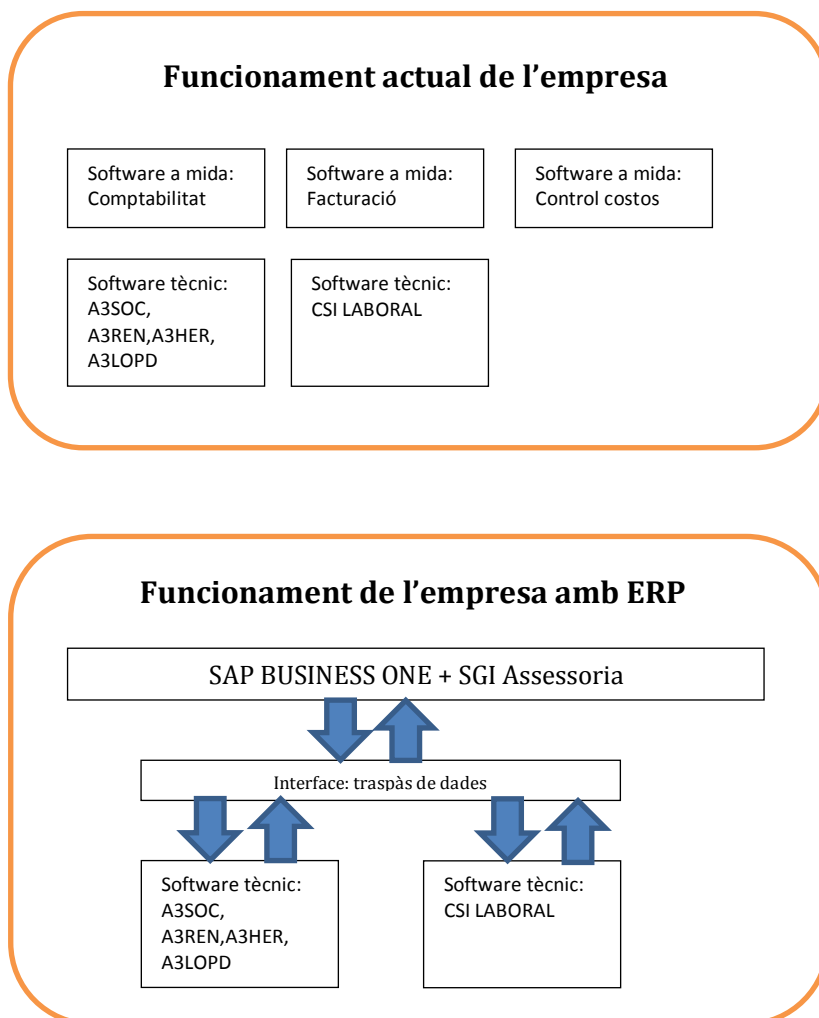 Funcionament actual de l’empresa
Software a mida:
Comptabilitat
Software a mida:
Facturació
Software a mida:
Control costos
Software tècnic:
A3SOC,
A3REN,A3HER,
A3LOPD
Software tècnic:
CSI LABORAL
Funcionament de l’empresa amb ERP
SAP BUSINESS ONE + SGI Assessoria
Interface: traspàs de dades
Software tècnic:
A3SOC,
A3REN,A3HER,
A3LOPD
Software tècnic:
CSI LABORAL